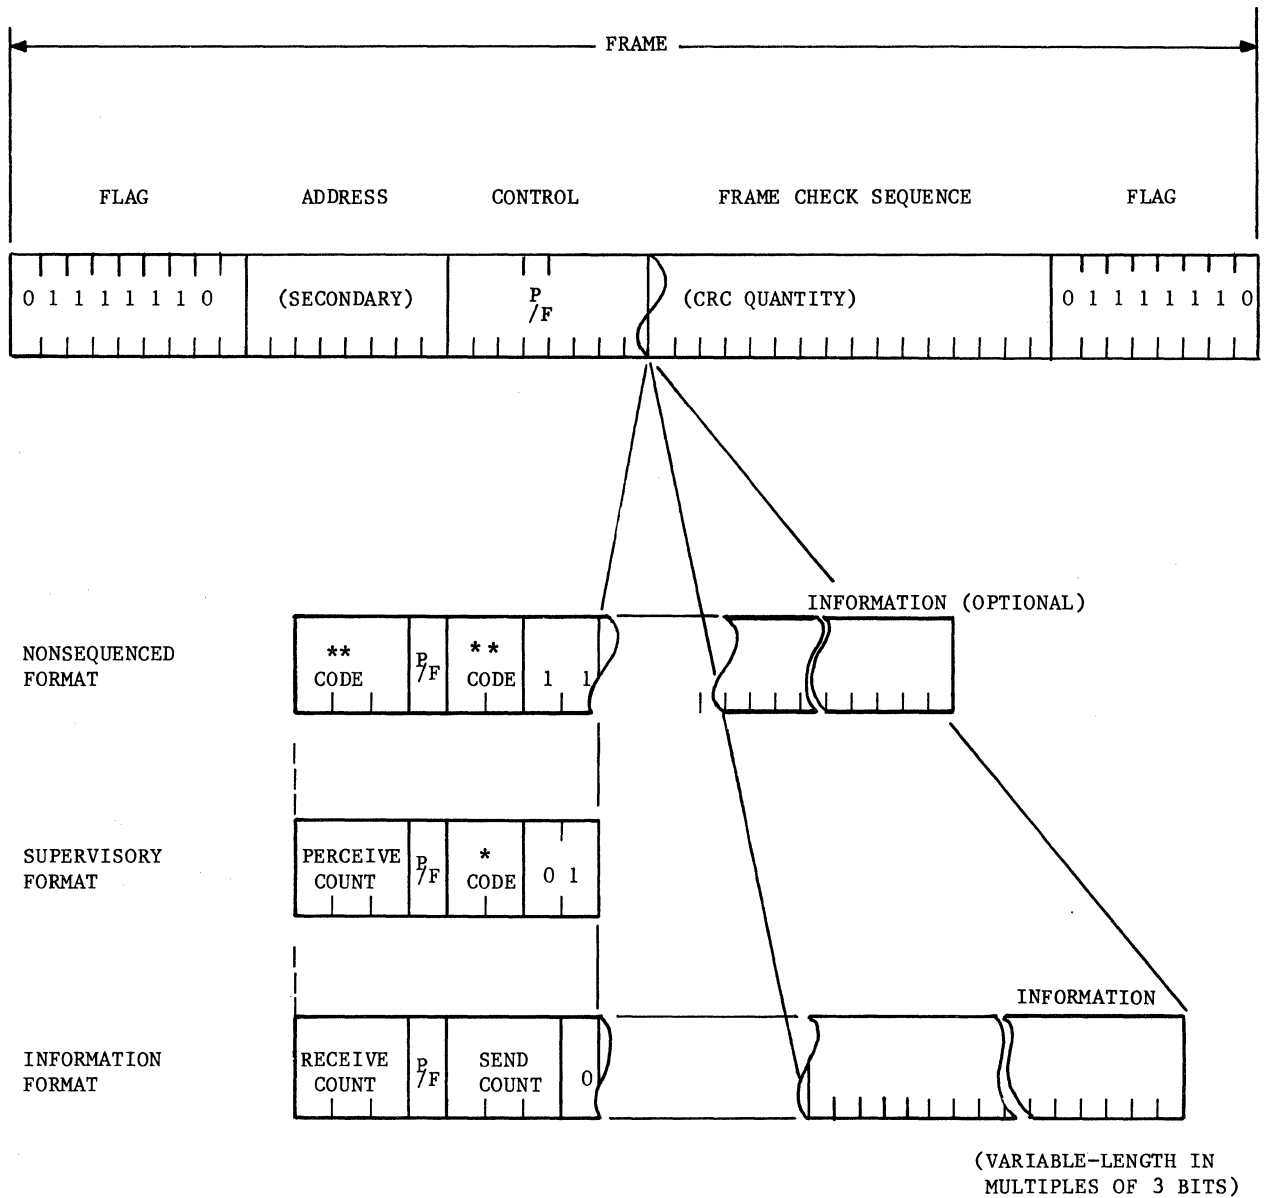 FRAME
FLAG ADDRESS CONTROL FRAME CHECK SEQUENCE FLAG
0 1 1 1 1 1 1 0 (SECONDARY) P (CRC QUANTITY) 0 1 1 1 1 1 1 0
/F
INFORMATION (OPTIONAL)
NONSEQUENCED
FORMAT
** P/F **
CODE CODE 1 1
SUPERVISORY
FORMAT
PERCEIVE P/F *
COUNT CODE 0 1
INFORMATION
INFORMATION
FORMAT
RECEIVE P/F SEND
COUNT COUNT 0
(VARIABLE-LENGTH IN
MULTIPLES OF 3 BITS)